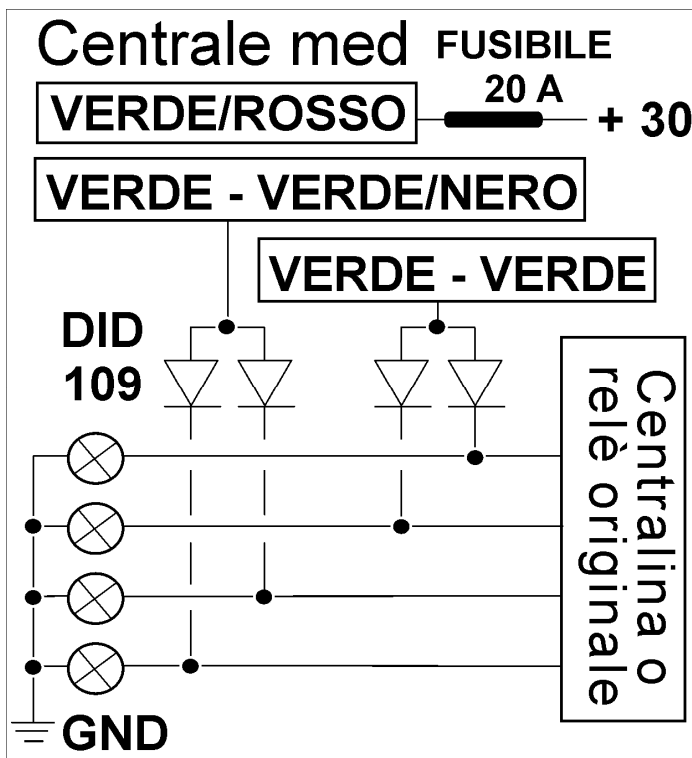 Centrale med
FUSIBILE
20 A
VERDE/ROSSO
+ 30
VERDE - VERDE/NERO
VERDE - VERDE
DID
109
Centralina o
relè originale
GND